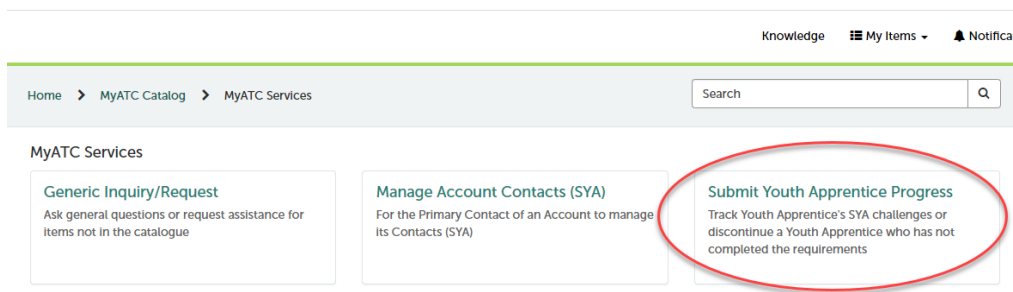 Knowledge My Items Notifica
Home > MyATC Catalog > MyATC Services
Search
MyATC Services
Generic Inquiry/Request
Ask general questions or request assistance for
items not in the catalogue
Manage Account Contacts (SYA)
For the Primary Contact of an Account to manage
its Contacts (SYA)
Submit Youth Apprentice Progress
Track Youth Apprentice's SYA challenges or
discontinue a Youth Apprentice who has not
completed the requirements